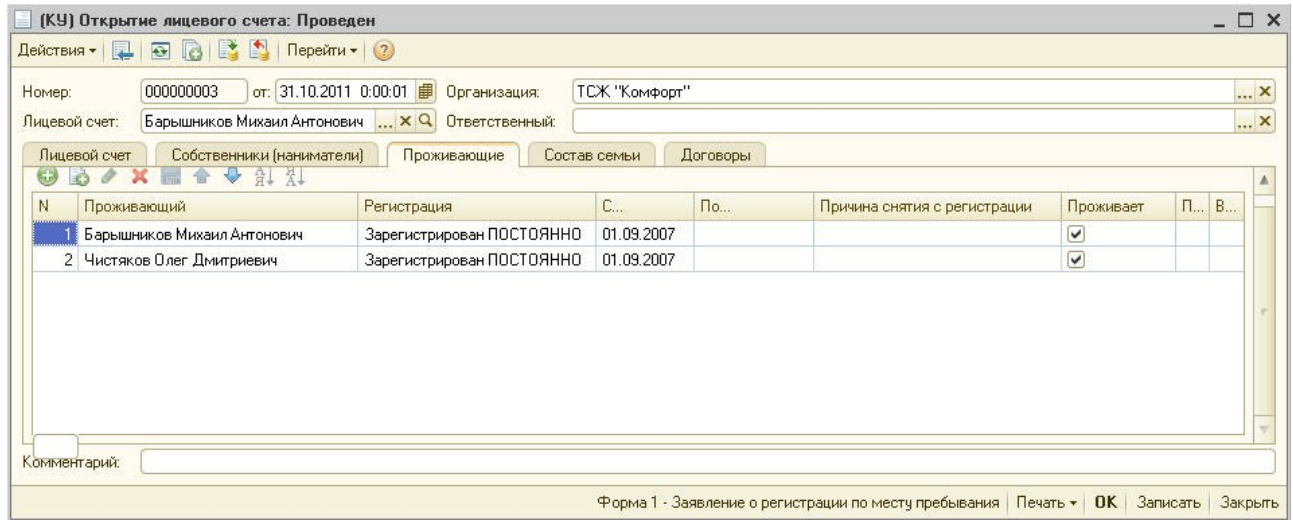 (КУ) Открытие лицевого счета: Проведен
Действия Перейти
Номер: 000000003 от: 31.10.2011 0:00:01 Организация: ТСЖ "Комфорт"
Лицевой счет: Барышников Михаил Антонович ... Ответственный: ...
Лицевой счет Собственники (наниматели) Проживающие Состав семьи Договоры
N Проживающий Регистрация С... По... Причина снятия с регистрации Проживает П... В...
1 Барышников Михаил Антонович Зарегистрирован ПОСТОЯННО 01.09.2007
2 Чистяков Олег Дмитриевич Зарегистрирован ПОСТОЯННО 01.09.2007
Комментарий:
Форма 1 - Заявление о регистрации по месту пребывания Печать OK Записать Закрыть